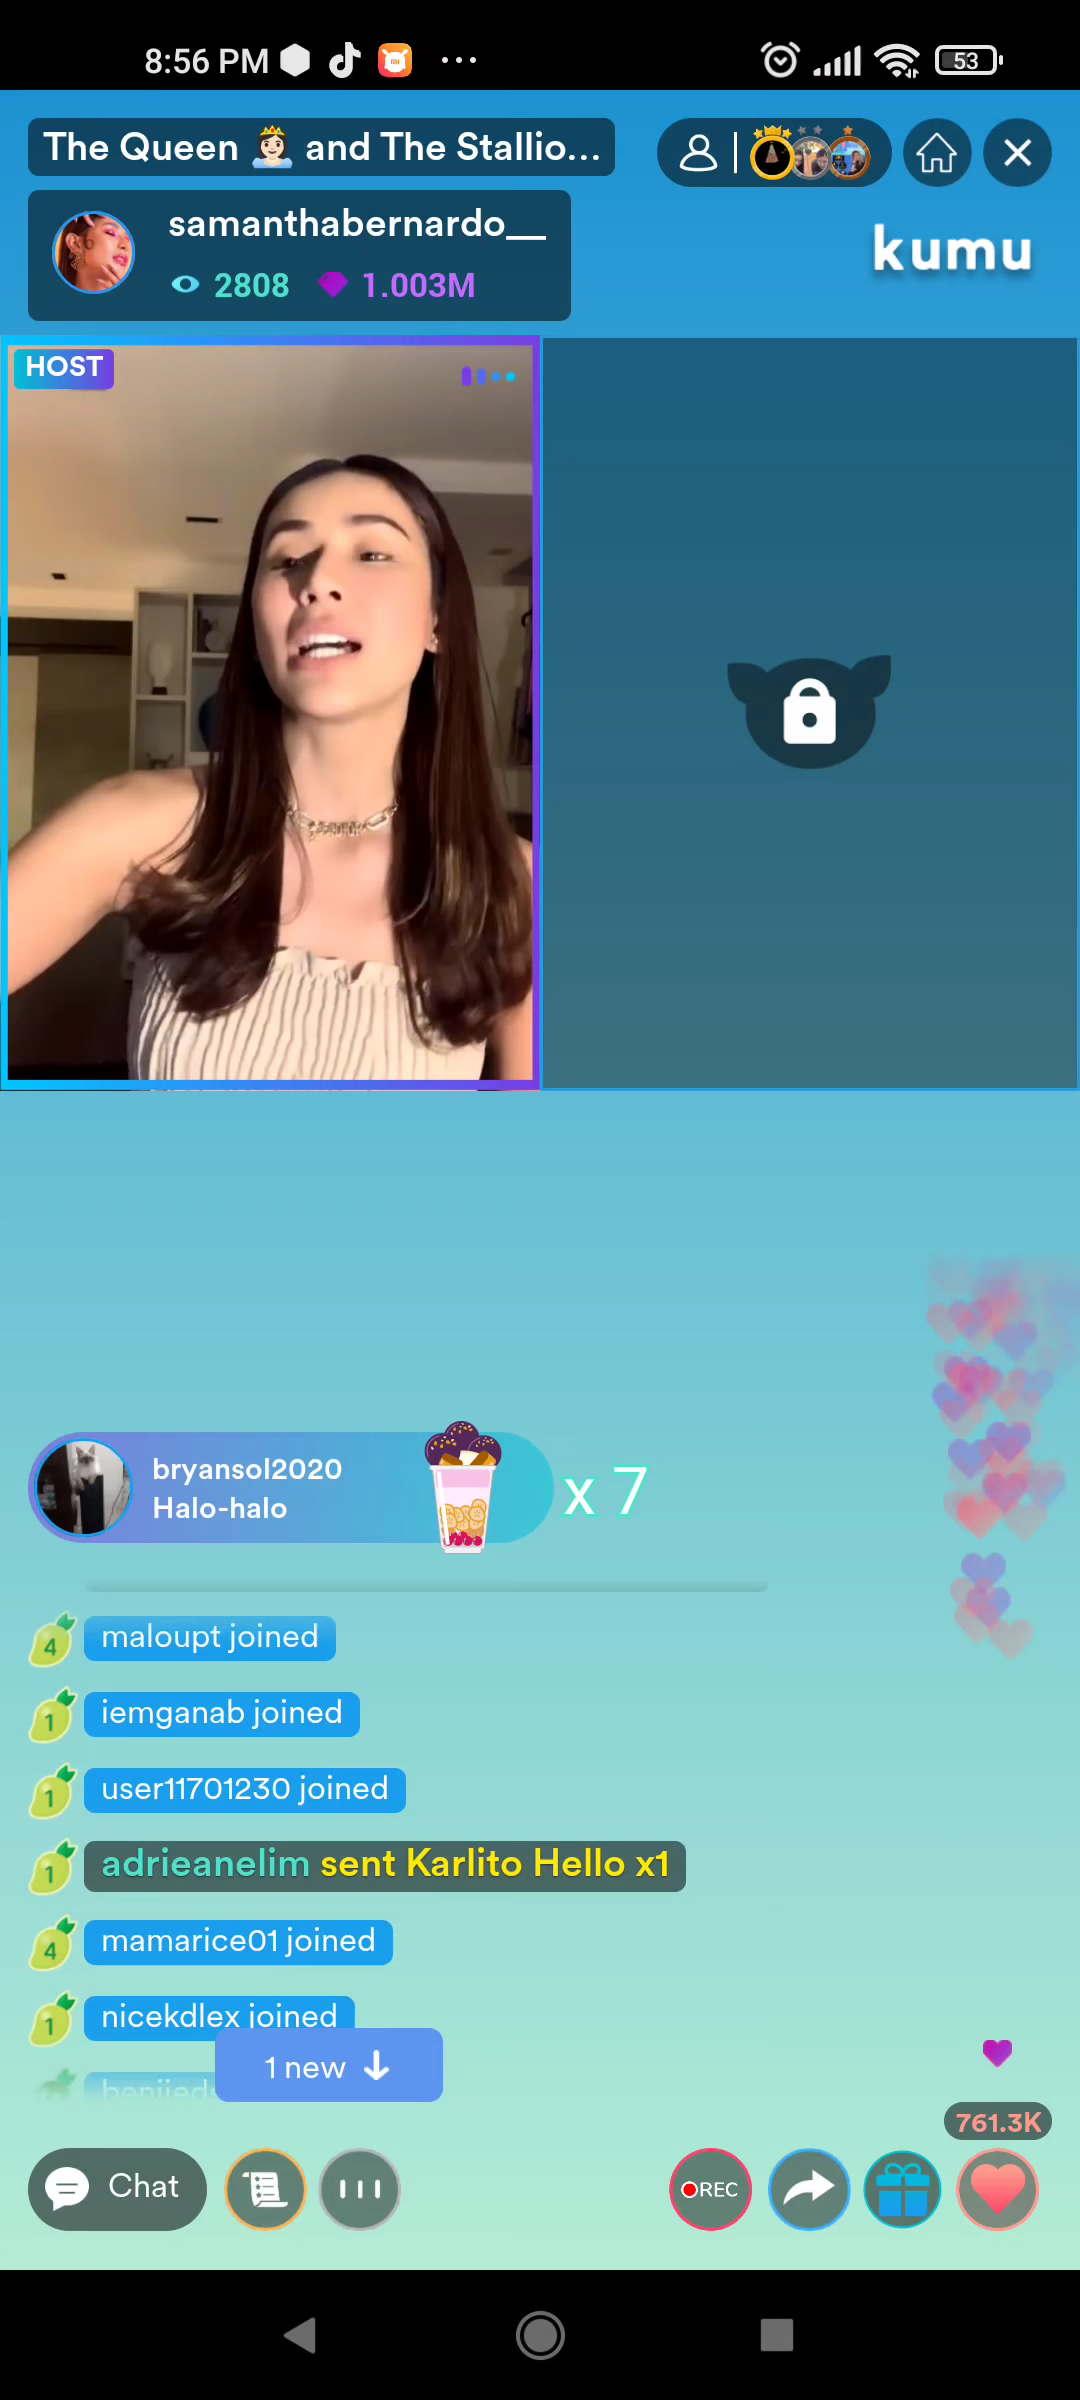 8:56 PM
53
The Queen 👸🏻 and The Stallio...
samanthabernardo__
2808 1.003M
kumu
HOST
bryansol2020
Halo-halo
x 7
4 maloupt joined
1 iemganab joined
1 user11701230 joined
1 adrieanelim sent Karlito Hello x1
4 mamarice01 joined
1 nicekdlex joined
1 new
761.3K
Chat
REC